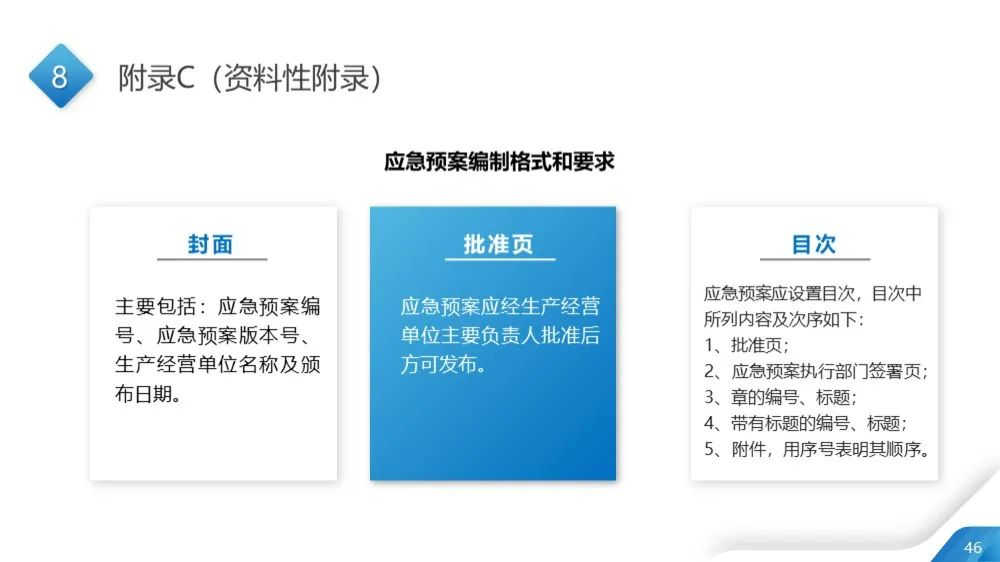 8
附录C（资料性附录）
应急预案编制格式和要求
封面
主要包括：应急预案编
号、应急预案版本号、
生产经营单位名称及颁
布日期。
批准页
应急预案应经生产经营
单位主要负责人批准后
方可发布。
目次
应急预案应设置目次，目次中
所列内容及次序如下：
1、批准页；
2、应急预案执行部门签署页；
3、章的编号、标题；
4、带有标题的编号、标题；
5、附件，用序号表明其顺序。
46